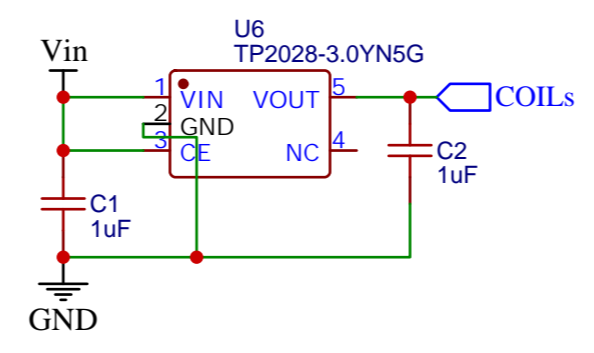 U6
TP2028-3.0YN5G
Vin
1
VIN
VOUT
5
COILs
2
GND
3
CE
NC
4
C1
1uF
C2
1uF
GND